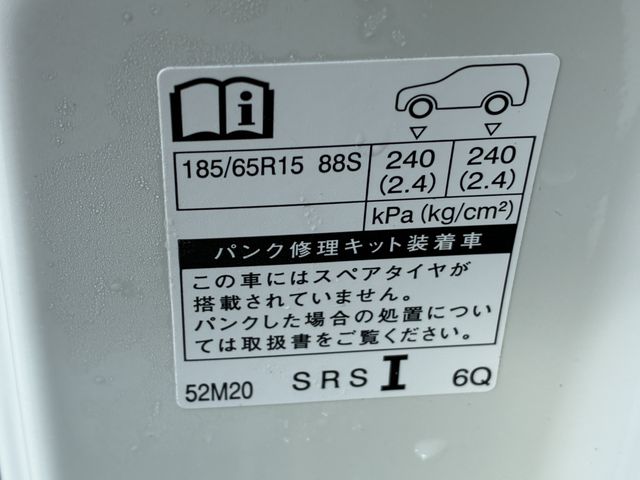 i
185/65R15 88S 240 240
(2.4) (2.4)
kPa (kg/cm²)
パンク修理キット装着車
この車にはスペアタイヤが
搭載されていません。
パンクした場合の処置につい
ては取扱書をご覧ください。
52M20 SRS I 6Q